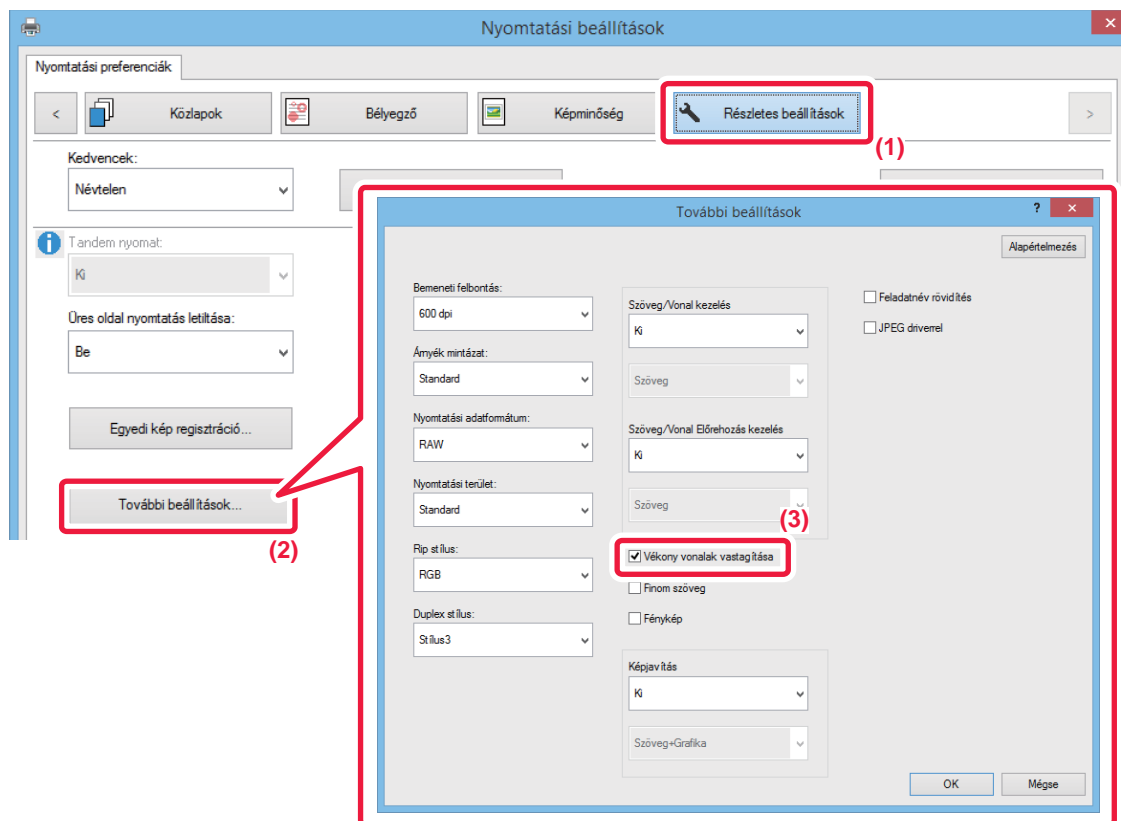 Nyomtatási beállítások
Nyomtatási preferenciák
<
Közlapok
Bélyegző
Képminőség
Részletes beállítások
>
(1)
Kedvencek:
Névtelen
Tandem nyomat:
Ki
Üres oldal nyomtatás letiltása:
Be
Egyedi kép regisztráció...
További beállítások...
(2)
További beállítások
?
Alapértelmezés
Bemeneti felbontás:
600 dpi
Árnyék mintázat:
Standard
Nyomtatási adatformátum:
RAW
Nyomtatási terület:
Standard
Rip stílus:
RGB
Duplex stílus:
Stílus3
Szöveg/Vonal kezelés
Ki
Szöveg
Szöveg/Vonal Előrehozás kezelés
Ki
Szöveg
(3)
Vékony vonalak vastagítása
Finom szöveg
Fénykép
Képjavítás
Ki
Szöveg+Grafika
Feladatnév rövidítés
JPEG driverrel
OK
Mégse